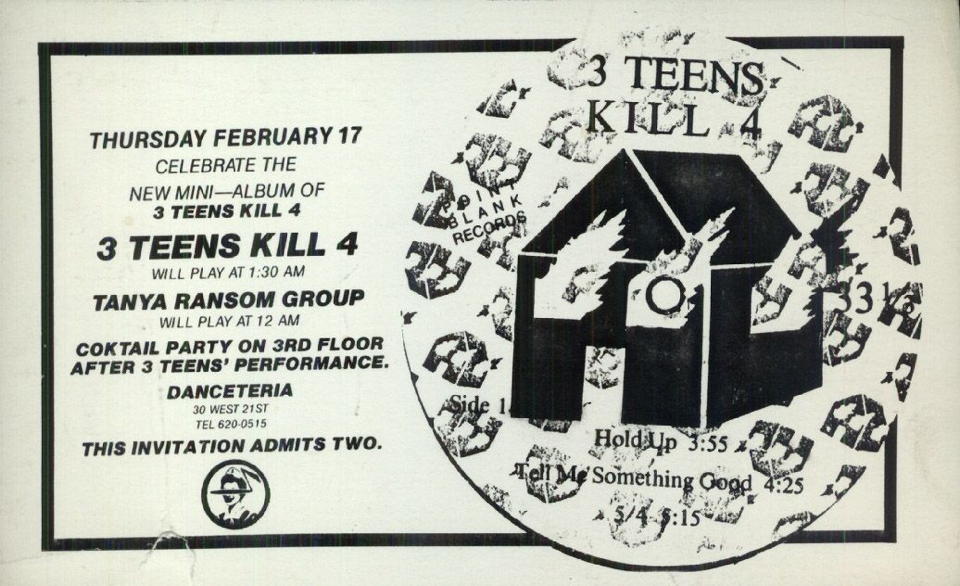 THURSDAY FEBRUARY 17
CELEBRATE THE
NEW MINI—ALBUM OF
3 TEENS KILL 4
3 TEENS KILL 4
WILL PLAY AT 1:30 AM
TANYA RANSOM GROUP
WILL PLAY AT 12 AM
COKTAIL PARTY ON 3RD FLOOR
AFTER 3 TEENS' PERFORMANCE.
DANCETERIA
30 WEST 21ST
TEL 620-0515
THIS INVITATION ADMITS TWO.
3 TEENS
KILL 4
POINT
BLANK
RECORDS
33⅓
Side 1.
Hold Up 3:55
Tell Me Something Good 4:25
5/4 5:15